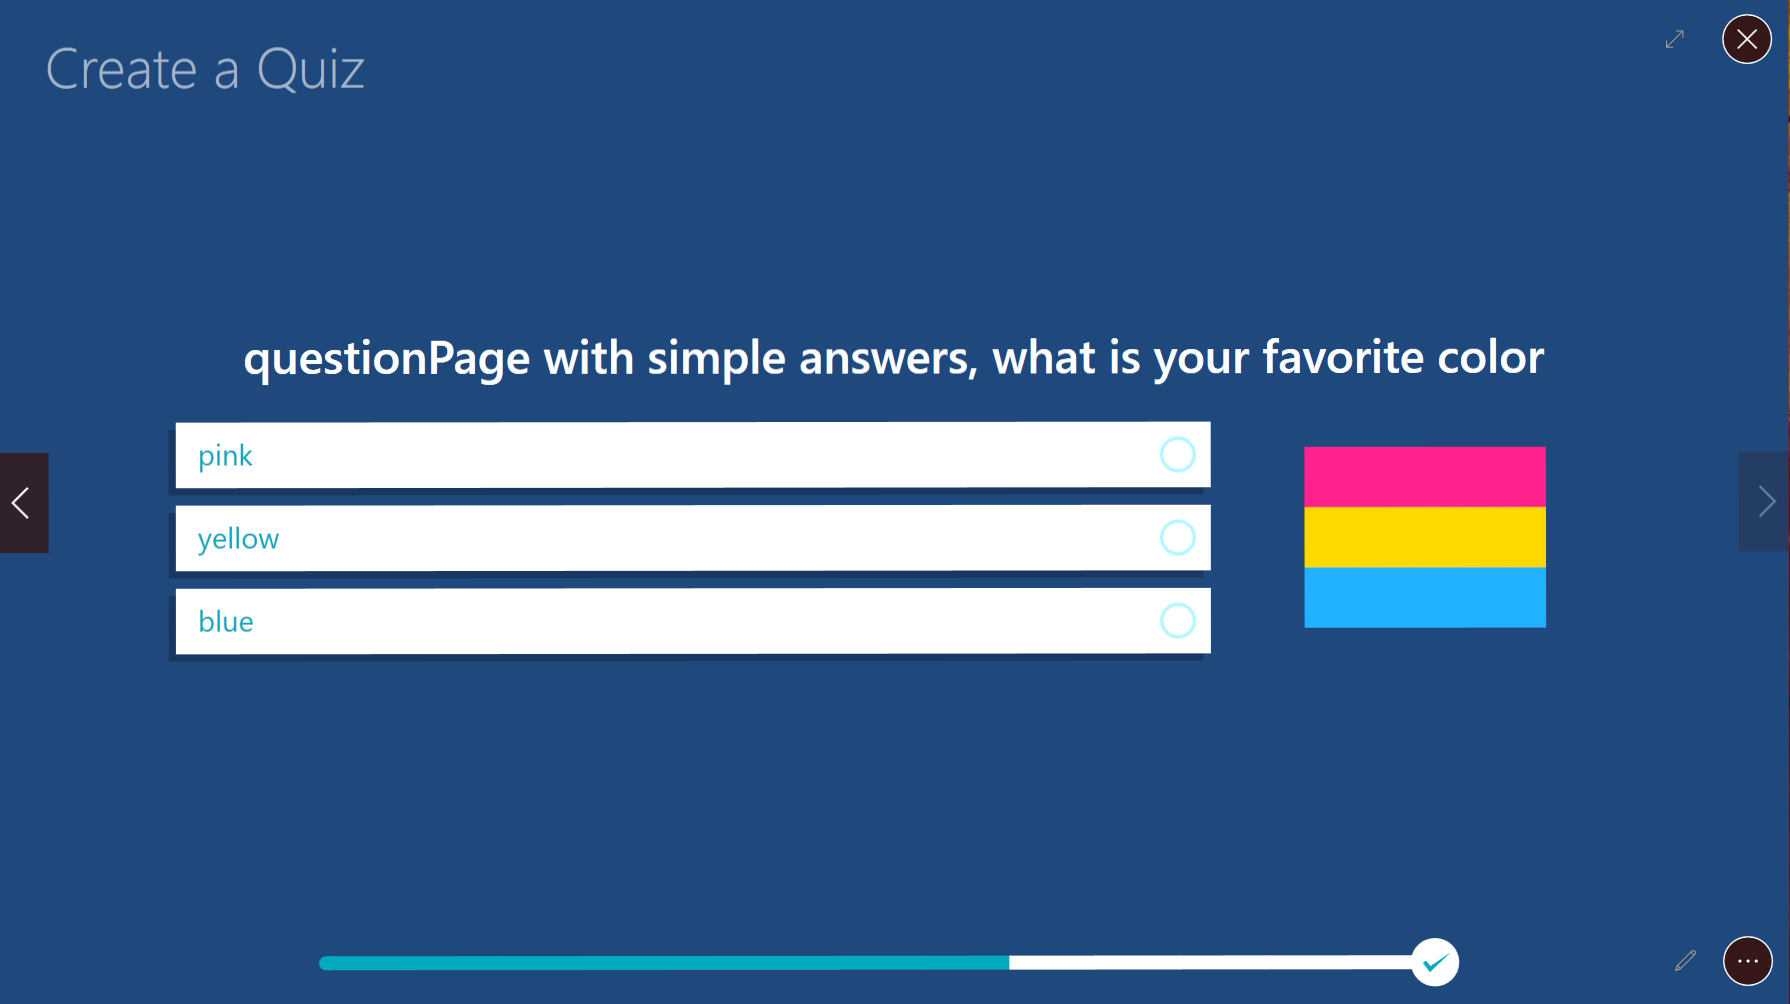 Create a Quiz
questionPage with simple answers, what is your favorite color
pink
yellow
blue